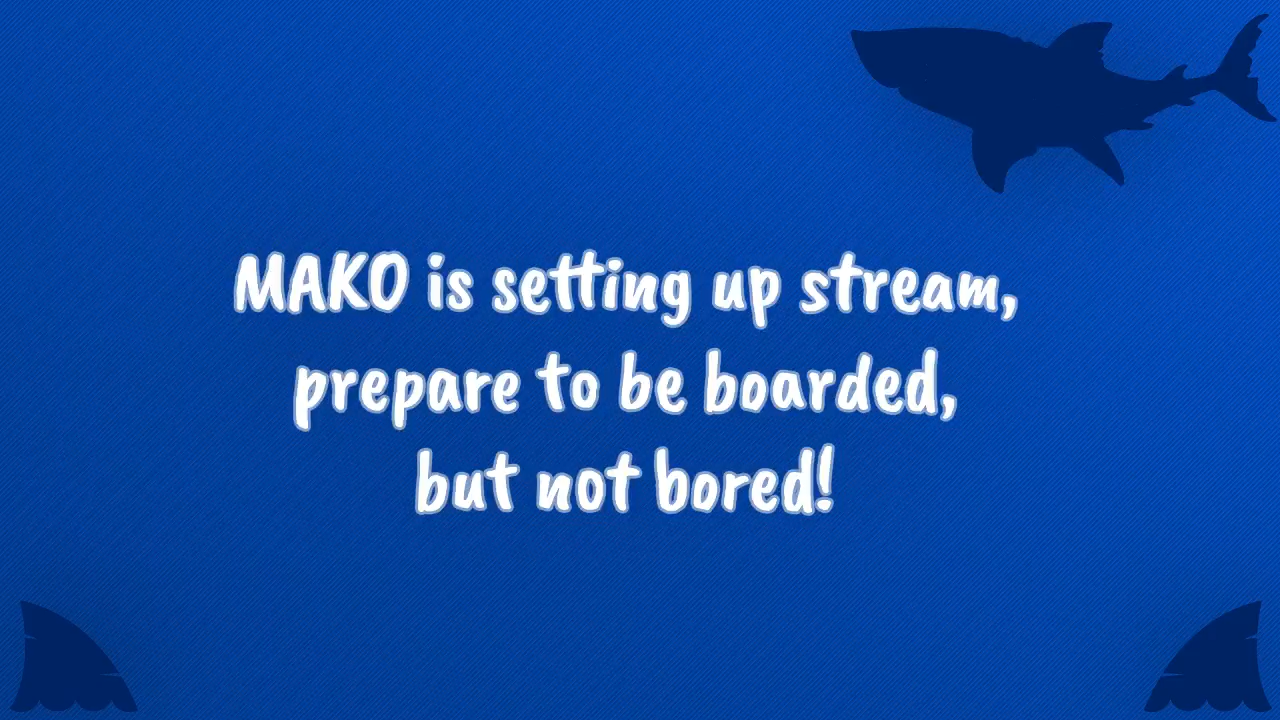 MAKO is setting up stream,
prepare to be boarded,
but not bored!